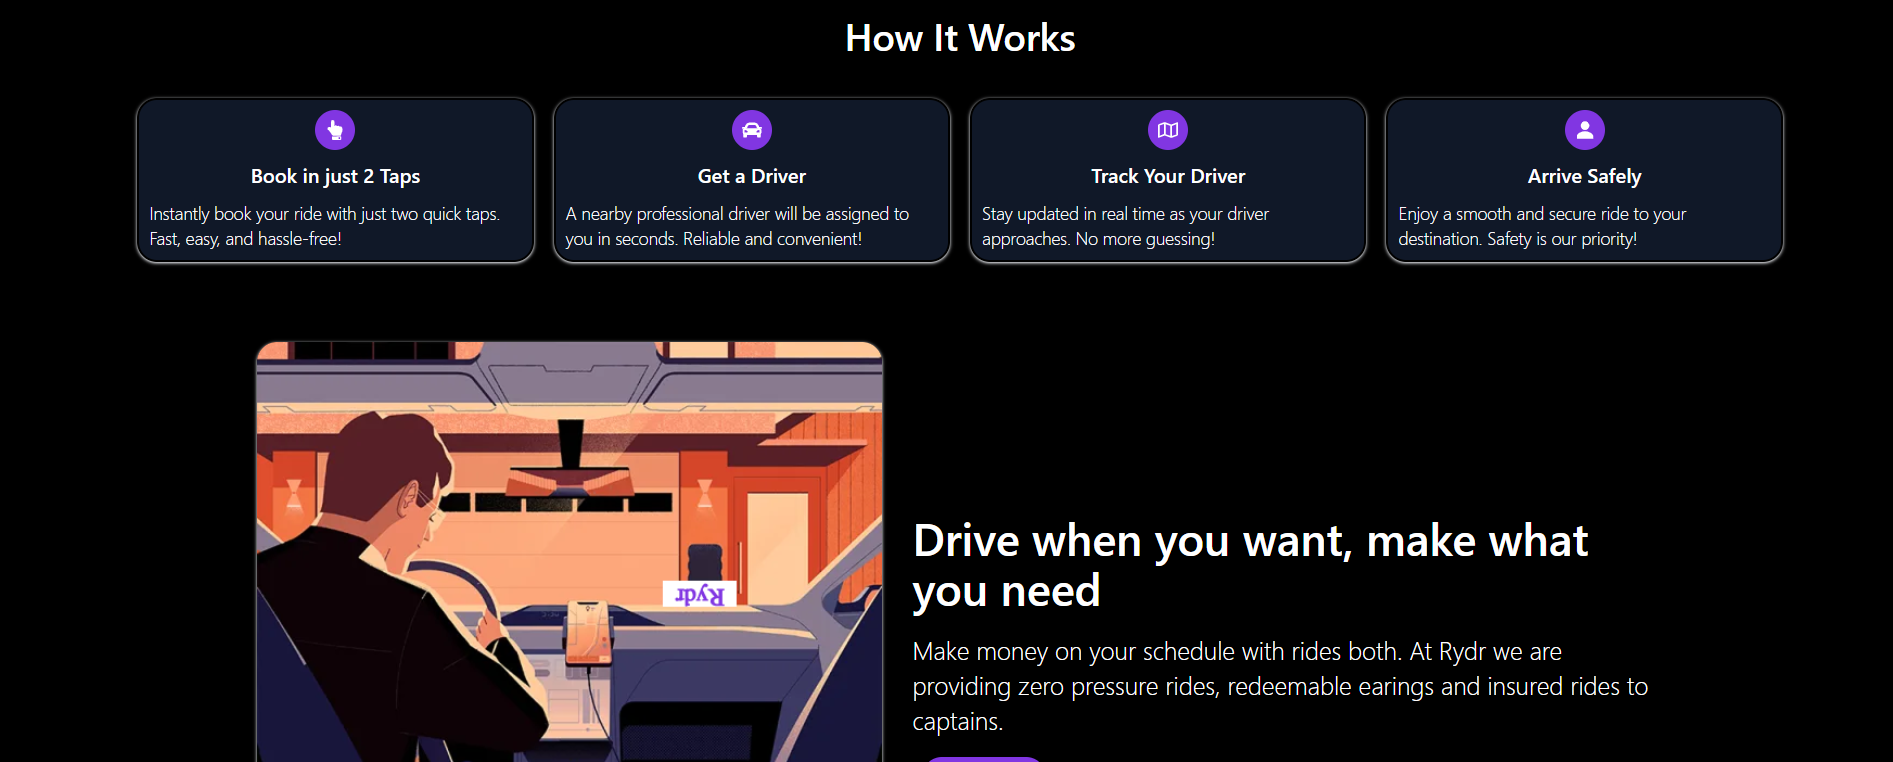 How It Works
Book in just 2 Taps
Instantly book your ride with just two quick taps.
Fast, easy, and hassle-free!
Get a Driver
A nearby professional driver will be assigned to
you in seconds. Reliable and convenient!
Track Your Driver
Stay updated in real time as your driver
approaches. No more guessing!
Arrive Safely
Enjoy a smooth and secure ride to your
destination. Safety is our priority!
Rydr
Drive when you want, make what
you need
Make money on your schedule with rides both. At Rydr we are
providing zero pressure rides, redeemable earings and insured rides to
captains.